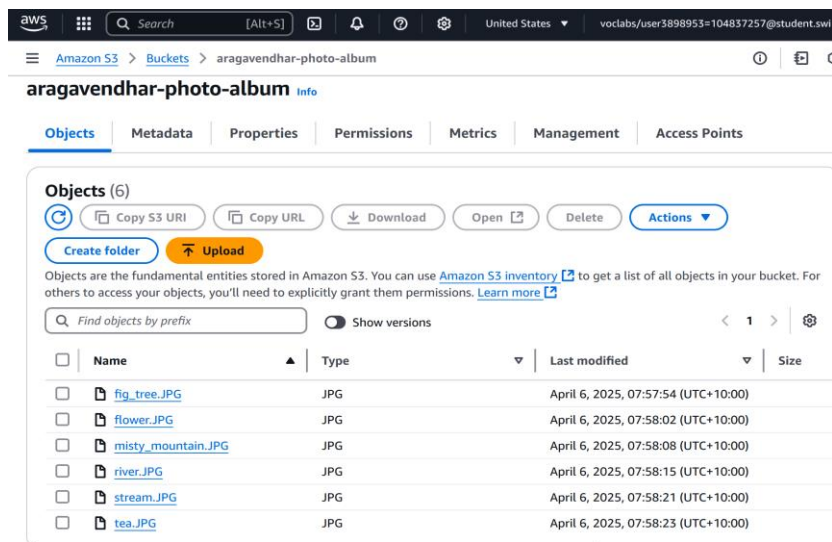 aws Search [Alt+S] United States ▼ voclabs/user3898953=104837257@student.swi
Amazon S3 > Buckets > aragavendhar-photo-album
aragavendhar-photo-album Info
Objects Metadata Properties Permissions Metrics Management Access Points
Objects (6)
Copy S3 URI Copy URL Download Open Delete Actions ▼
Create folder Upload
Objects are the fundamental entities stored in Amazon S3. You can use Amazon S3 inventory to get a list of all objects in your bucket. For
others to access your objects, you'll need to explicitly grant them permissions. Learn more
Find objects by prefix Show versions < 1 >
Name Type Last modified Size
fig_tree.JPG JPG April 6, 2025, 07:57:54 (UTC+10:00)
flower.JPG JPG April 6, 2025, 07:58:02 (UTC+10:00)
misty_mountain.JPG JPG April 6, 2025, 07:58:08 (UTC+10:00)
river.JPG JPG April 6, 2025, 07:58:15 (UTC+10:00)
stream.JPG JPG April 6, 2025, 07:58:21 (UTC+10:00)
tea.JPG JPG April 6, 2025, 07:58:23 (UTC+10:00)